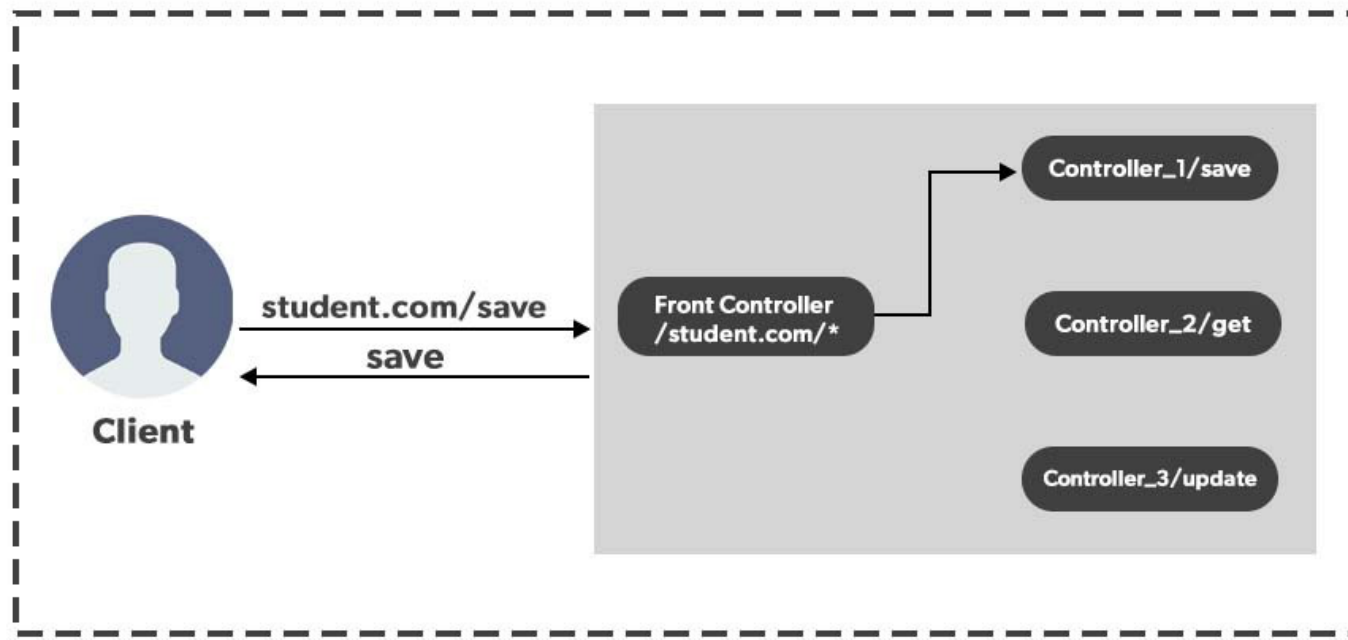 student.com/save
save
Client
Front Controller
/student.com/*
Controller_1/save
Controller_2/get
Controller_3/update